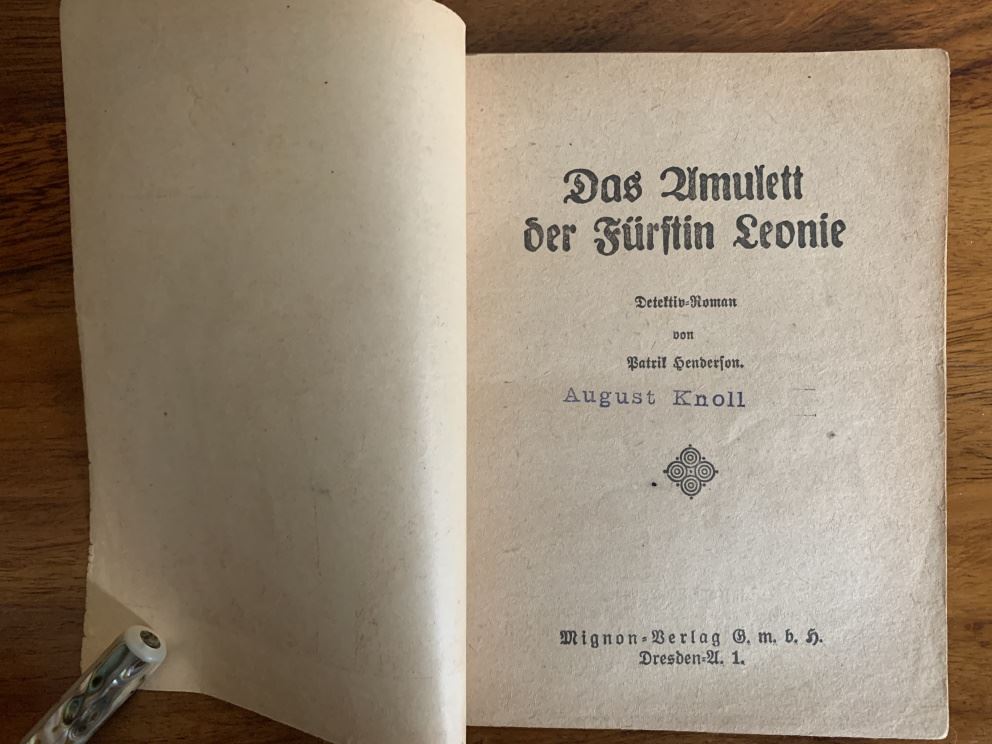 Das Amulett
der Fürstin Leonie
Detektiv-Roman
von
Patrik Henderson.
August Knoll
Mignon-Verlag G. m. b. H.
Dresden-A. 1.